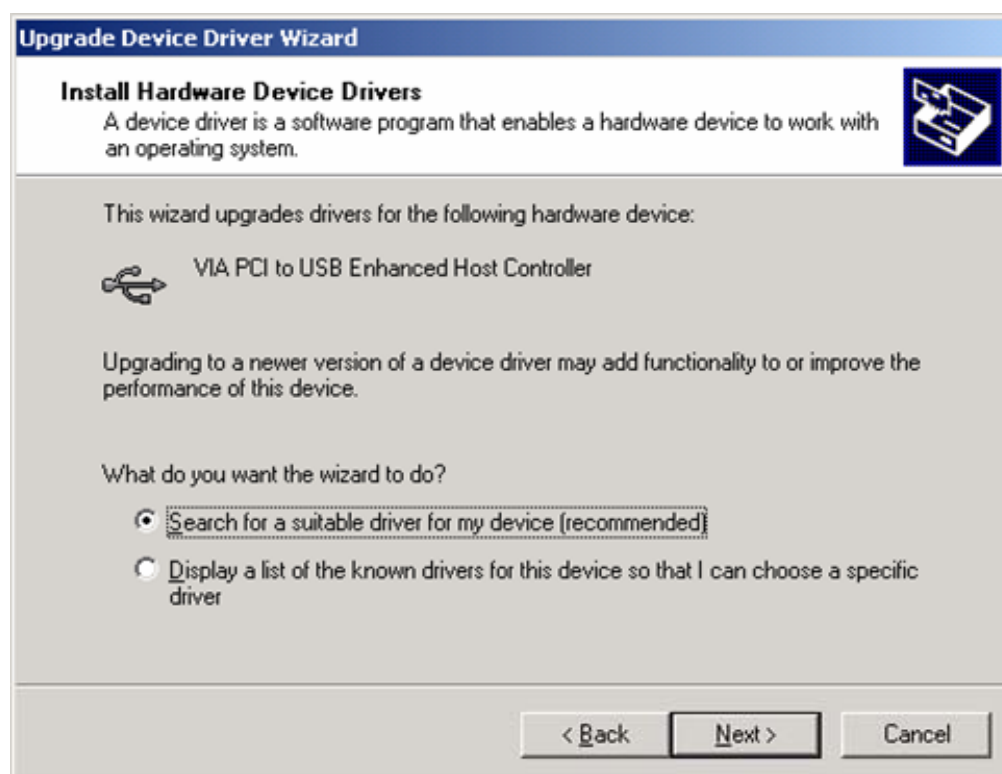 Upgrade Device Driver Wizard
Install Hardware Device Drivers
A device driver is a software program that enables a hardware device to work with
an operating system.
This wizard upgrades drivers for the following hardware device:
VIA PCI to USB Enhanced Host Controller
Upgrading to a newer version of a device driver may add functionality to or improve the
performance of this device.
What do you want the wizard to do?
Search for a suitable driver for my device (recommended)
Display a list of the known drivers for this device so that I can choose a specific
driver
< Back Next > Cancel